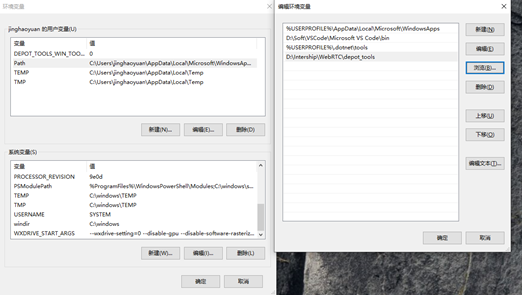 环境变量
jinghaoyuan 的用户变量(U)
变量 值
DEPOT_TOOLS_WIN_TOO... 0
Path C:\Users\jinghaoyuan\AppData\Local\Microsoft\WindowsAp...
TEMP C:\Users\jinghaoyuan\AppData\Local\Temp
TMP C:\Users\jinghaoyuan\AppData\Local\Temp
新建(N)...
编辑(E)...
删除(D)
系统变量(S)
变量 值
PROCESSOR_REVISION 9e0d
PSModulePath %ProgramFiles%\WindowsPowerShell\Modules;C:\windows\s...
TEMP C:\windows\TEMP
TMP C:\windows\TEMP
USERNAME SYSTEM
windir C:\windows
WXDRIVE_START_ARGS --wxdrive-setting=0 --disable-gpu --disable-software-rasteriz...
新建(W)...
编辑(I)...
删除(L)
确定
取消
编辑环境变量
%USERPROFILE%\AppData\Local\Microsoft\WindowsApps
D:\Soft\VSCode\Microsoft VS Code\bin
%USERPROFILE%\.dotnet\tools
D:\Intership\WebRTC\depot_tools
新建(N)
编辑(E)
浏览(B)...
删除(D)
上移(U)
下移(O)
编辑文本(T)...
确定
取消